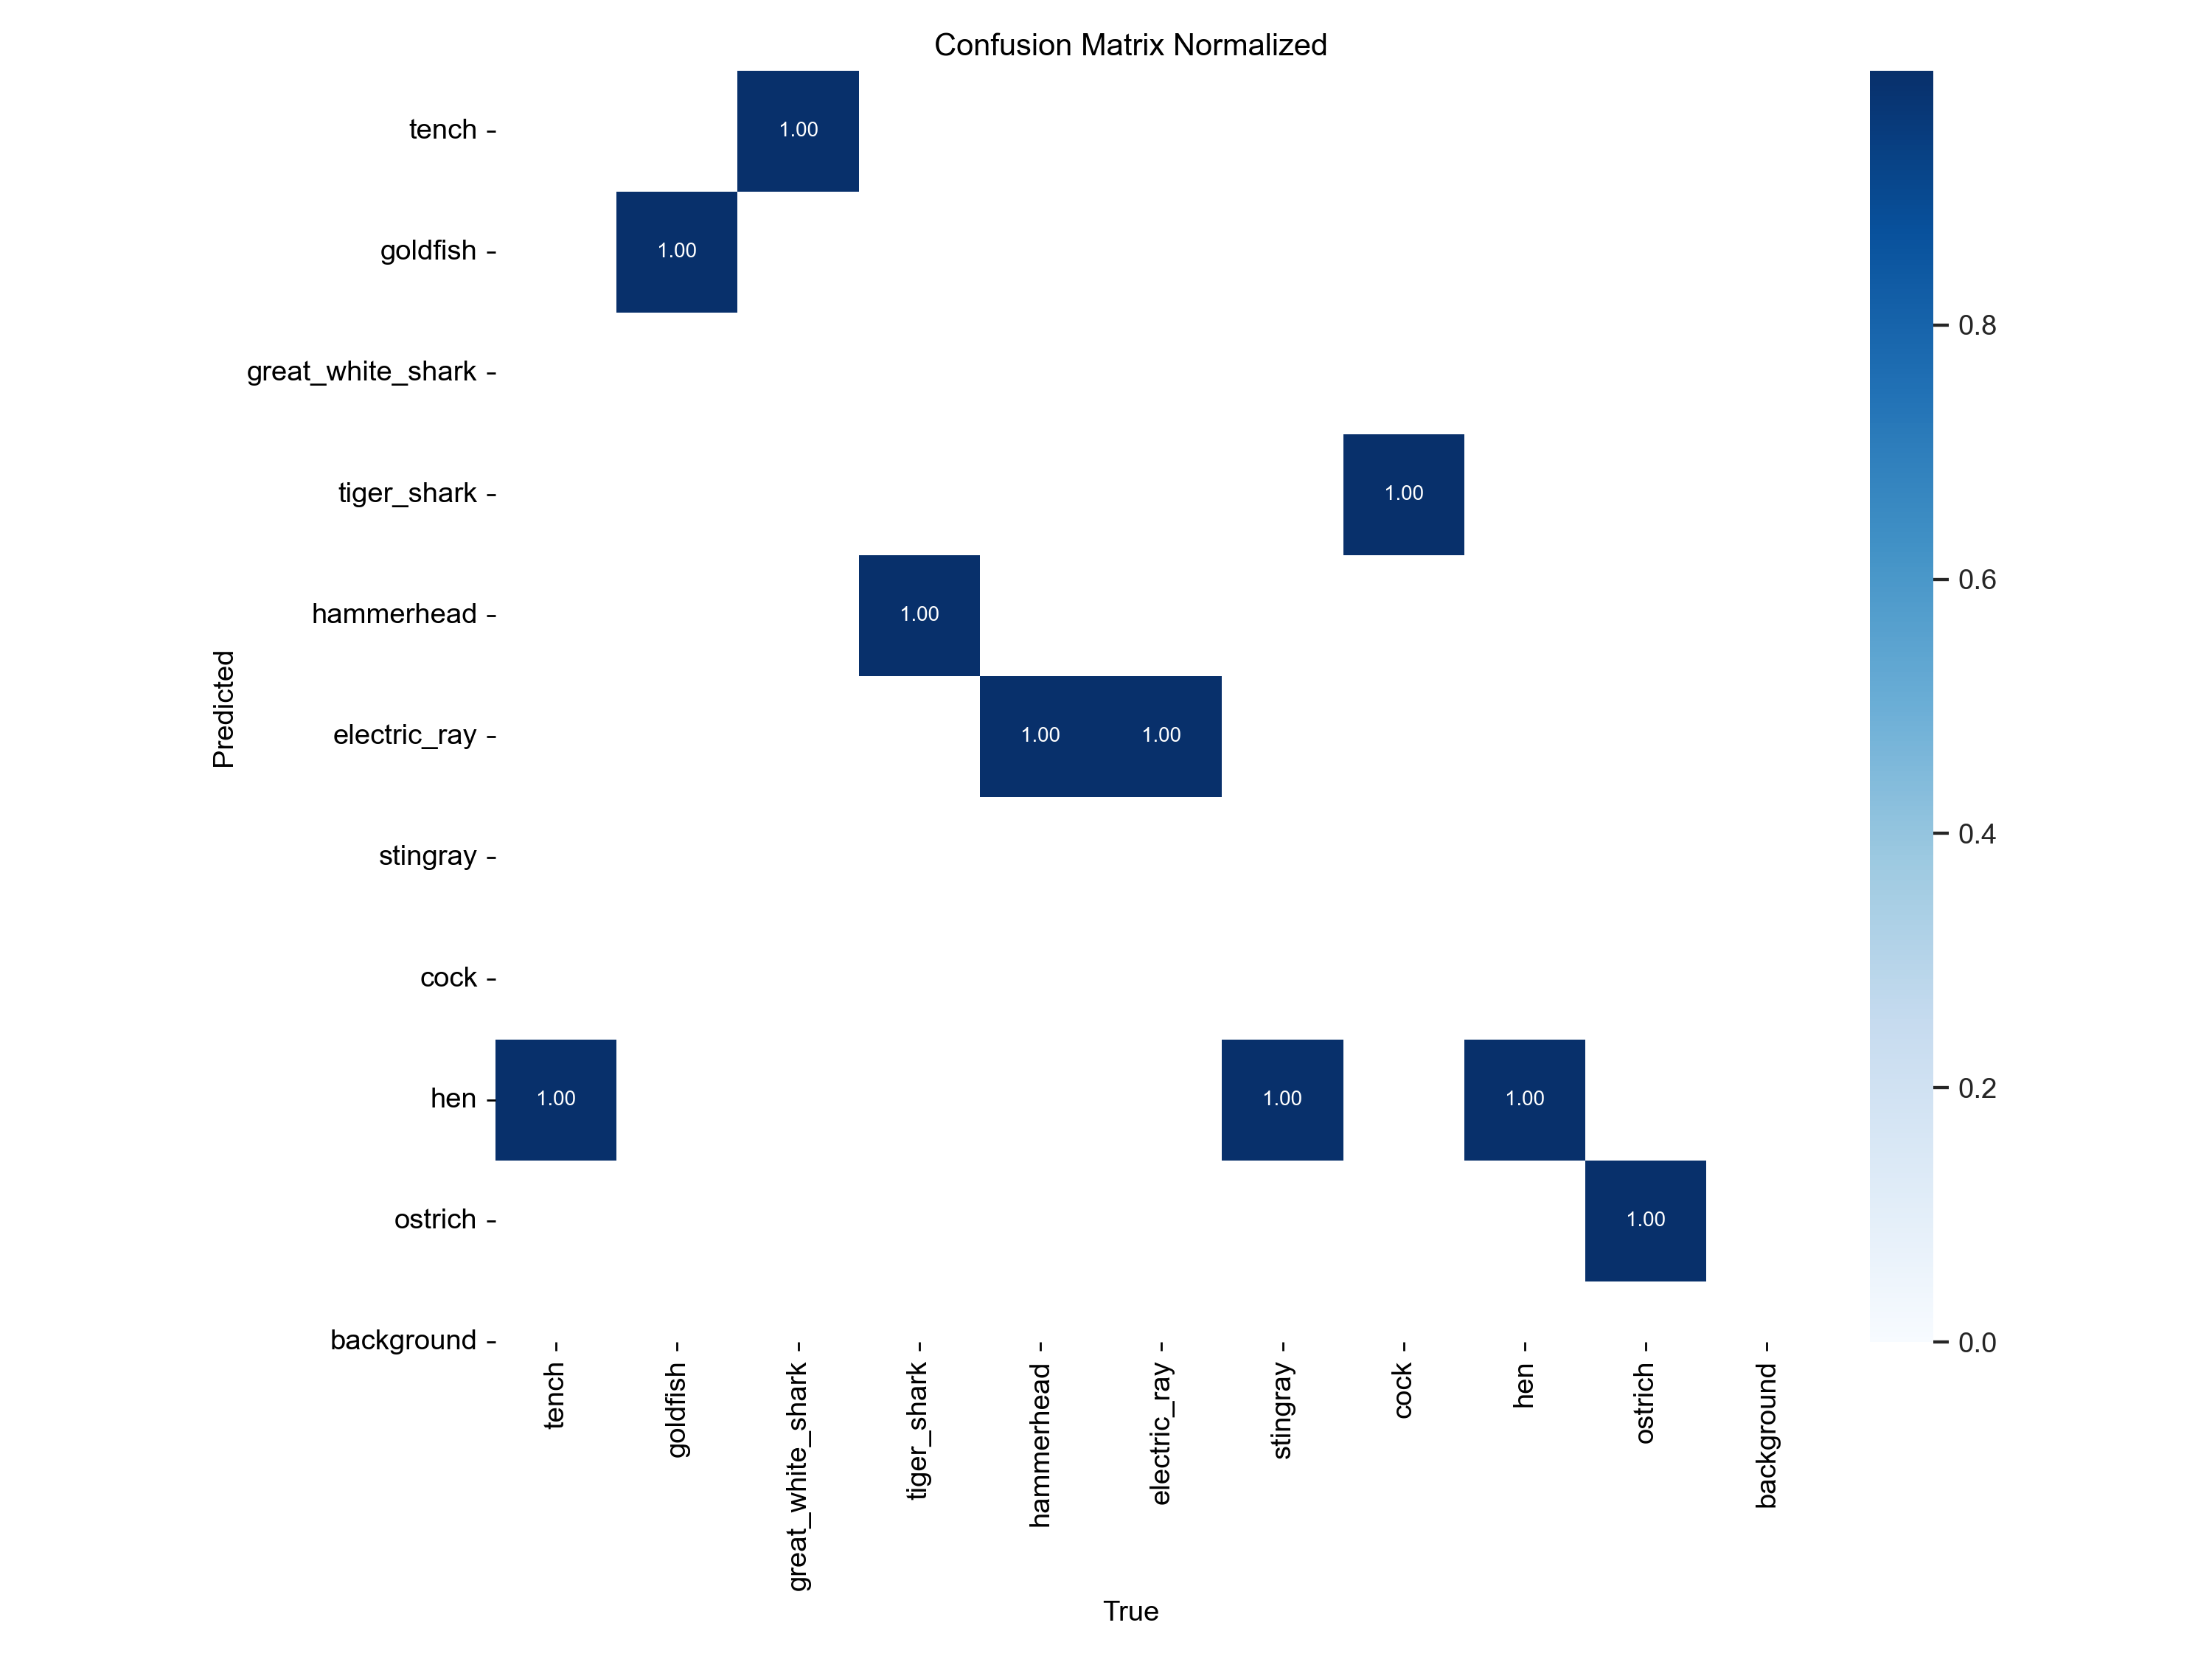 Confusion Matrix Normalized
tench
1.00
goldfish
1.00
0.8
great_white_shark
tiger_shark
1.00
0.6
hammerhead
1.00
Predicted
electric_ray
1.00 1.00
0.4
stingray
cock
0.2
hen
1.00 1.00 1.00
ostrich
1.00
background
0.0
tench
goldfish
great_white_shark
tiger_shark
hammerhead
electric_ray
stingray
cock
hen
ostrich
background
True